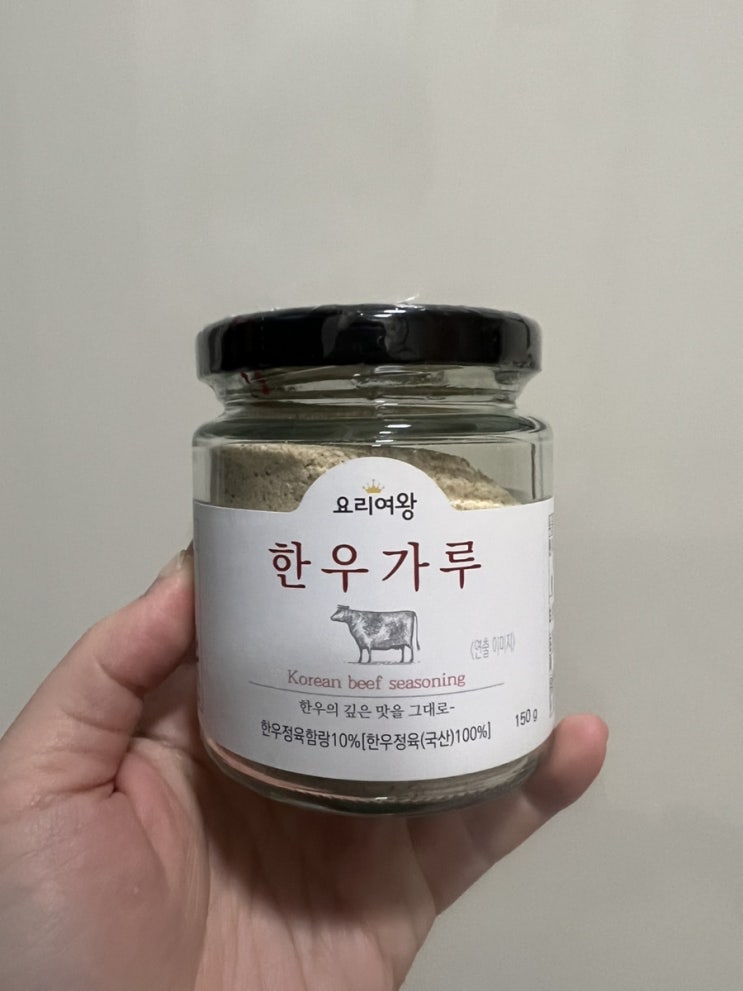 요리여왕
한우가루
(연출 이미지)
Korean beef seasoning
한우의 깊은 맛을 그대로-
150 g
한우정육함량10%[한우정육(국산)100%]